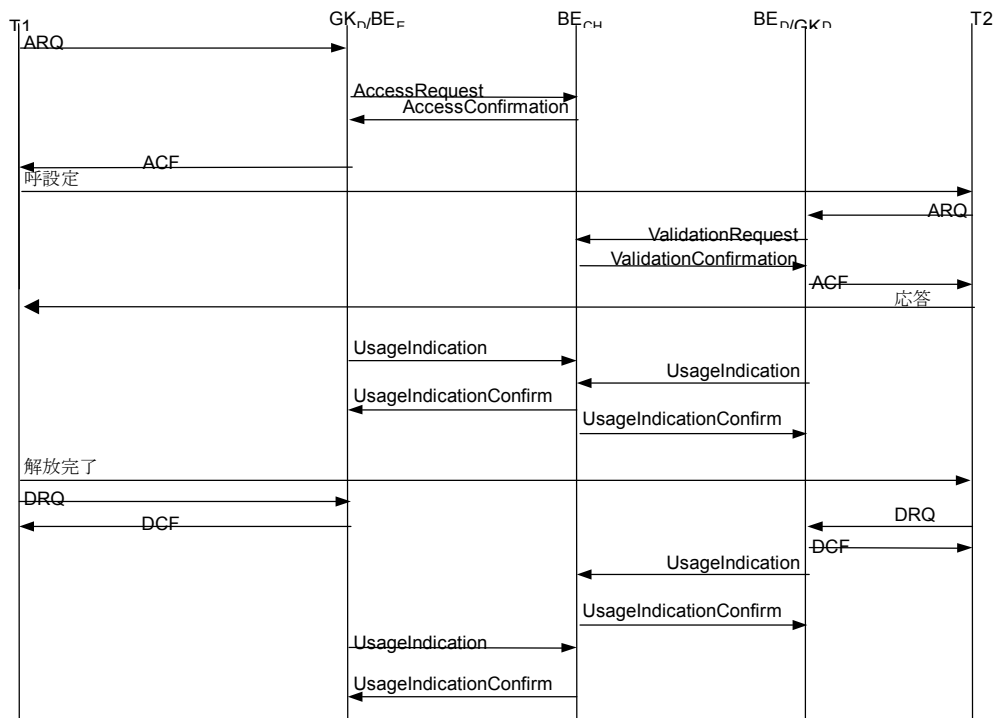 T1
GKD/BEE
BECH
BED/GKD
T2
ARQ
AccessRequest
AccessConfirmation
ACF
呼設定
ARQ
ValidationRequest
ValidationConfirmation
ACF
応答
UsageIndication
UsageIndication
UsageIndicationConfirm
UsageIndicationConfirm
解放完了
DRQ
DRQ
DCF
DCF
UsageIndication
UsageIndicationConfirm
UsageIndication
UsageIndicationConfirm